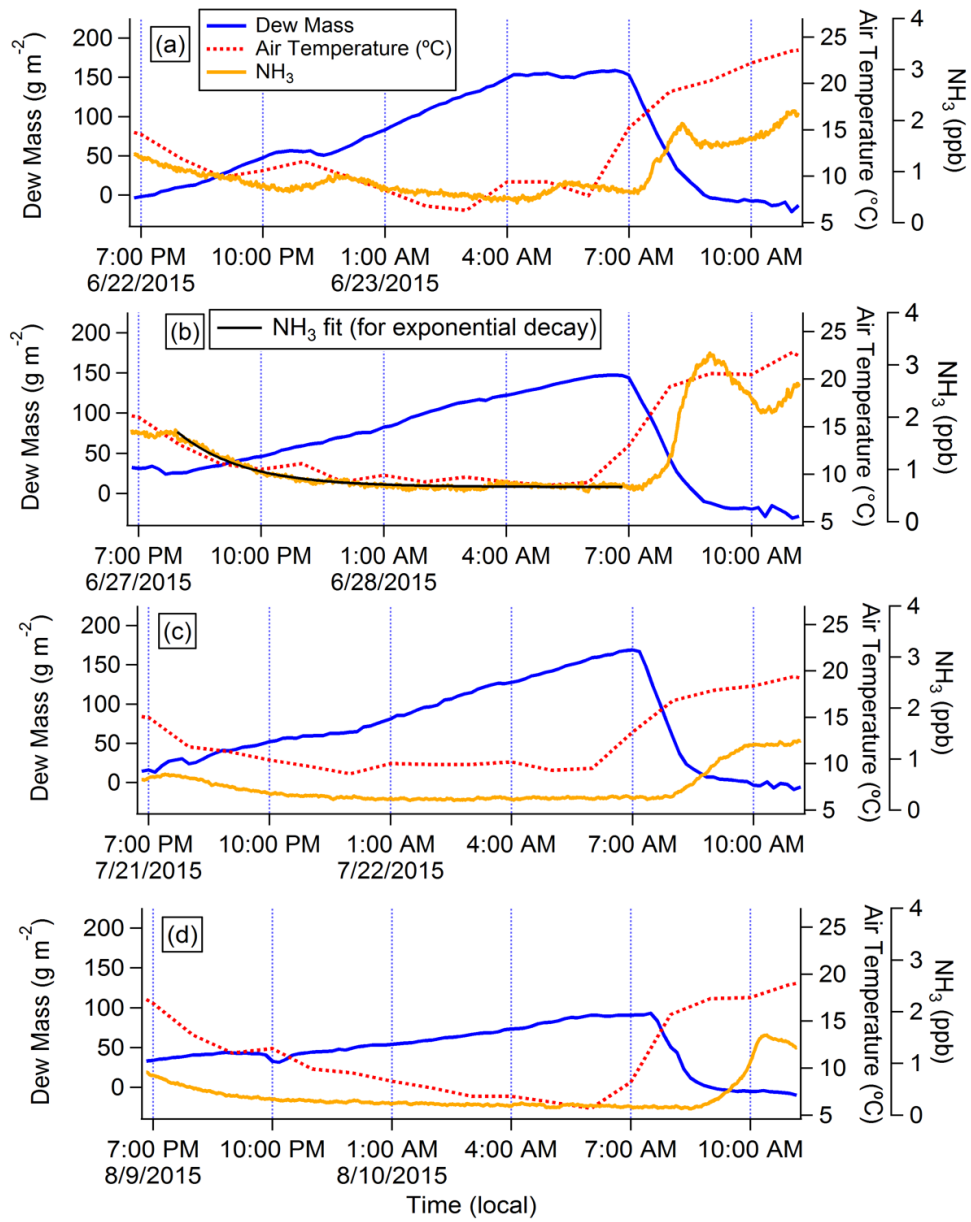 (a)
Dew Mass
Air Temperature (ºC)
NH₃
Dew Mass (g m⁻²)
200
150
100
50
0
25
20
15
10
5
Air Temperature (°C)
4
3
2
1
0
NH₃ (ppb)
7:00 PM 10:00 PM 1:00 AM 4:00 AM 7:00 AM 10:00 AM
6/22/2015 6/23/2015
(b)
NH₃ fit (for exponential decay)
Dew Mass (g m⁻²)
200
150
100
50
0
25
20
15
10
5
Air Temperature (°C)
4
3
2
1
0
NH₃ (ppb)
7:00 PM 10:00 PM 1:00 AM 4:00 AM 7:00 AM 10:00 AM
6/27/2015 6/28/2015
(c)
Dew Mass (g m⁻²)
200
150
100
50
0
25
20
15
10
5
Air Temperature (ºC)
4
3
2
1
0
NH₃ (ppb)
7:00 PM 10:00 PM 1:00 AM 4:00 AM 7:00 AM 10:00 AM
7/21/2015 7/22/2015
(d)
Dew Mass (g m⁻²)
200
150
100
50
0
25
20
15
10
5
Air Temperature (ºC)
4
3
2
1
0
NH₃ (ppb)
7:00 PM 10:00 PM 1:00 AM 4:00 AM 7:00 AM 10:00 AM
8/9/2015 8/10/2015
Time (local)